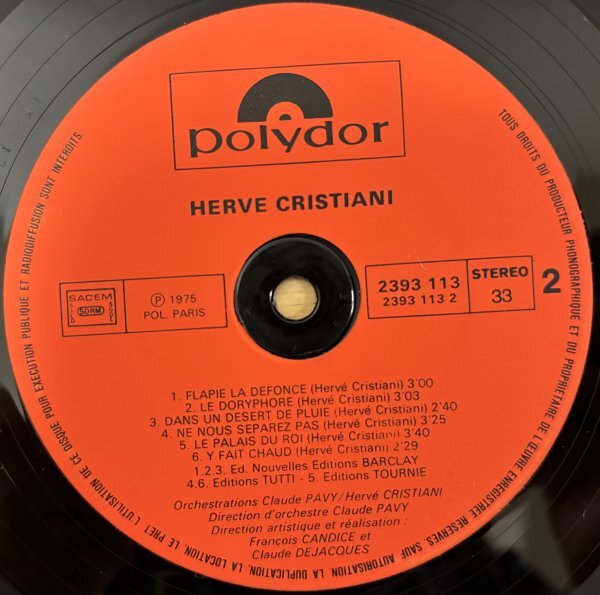 polydor
HERVE CRISTIANI
SACEM
SDRM
Ⓟ 1975
POL. PARIS
2393 113
2393 113 2
STEREO
33
2
1. FLAPIE LA DEFONCE (Hervé Cristiani) 3'00
2. LE DORYPHORE (Hervé Cristiani) 3'03
3. DANS UN DESERT DE PLUIE (Hervé Cristiani) 2'40
4. NE NOUS SEPAREZ PAS (Hervé Cristiani) 3'25
5. LE PALAIS DU ROI (Hervé Cristiani) 3'40
6. Y FAIT CHAUD (Hervé Cristiani) 2'29
1.2.3. Ed. Nouvelles Editions BARCLAY
4.6. Editions TUTTI - 5. Editions TOURNIE
Orchestrations Claude PAVY/Hervé CRISTIANI
Direction d'orchestre Claude PAVY
Direction artistique et réalisation :
François CANDICE et
Claude DEJACQUES
TOUS DROITS DU PRODUCTEUR PHONOGRAPHIQUE ET DU PROPRIETAIRE DE L'ŒUVRE ENREGISTREE RESERVES. SAUF AUTORISATION, LA DUPLICATION, LA LOCATION, LE PRET, L'UTILISATION DE CE DISQUE POUR EXECUTION PUBLIQUE ET RADIODIFFUSION SONT INTERDITS.